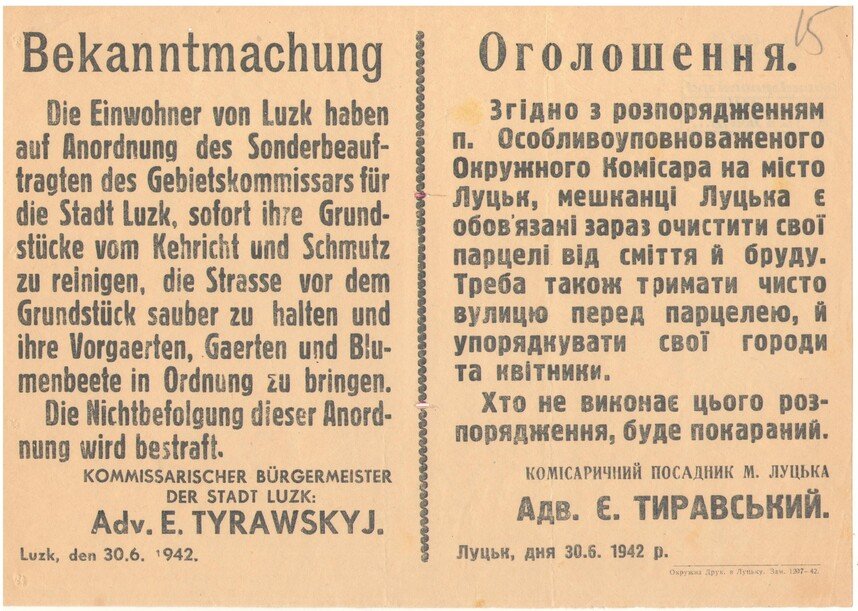 Bekanntmachung
Die Einwohner von Luzk haben
auf Anordnung des Sonderbeauf-
tragten des Gebietskommissars für
die Stadt Luzk, sofort ihre Grund-
stücke vom Kehricht und Schmutz
zu reinigen, die Strasse vor dem
Grundstück sauber zu halten und
ihre Vorgaerten, Gaerten und Blu-
menbeete in Ordnung zu bringen.
Die Nichtbefolgung dieser Anord-
nung wird bestraft.
KOMMISSARISCHER BÜRGERMEISTER
DER STADT LUZK:
Adv. E. TYRAWSKYJ.
Luzk, den 30.6. 1942.
15
Оголошення.
Згідно з розпорядженням
п. Особливоуповноваженого
Окружного Комісара на місто
Луцьк, мешканці Луцька є
обов'язані зараз очистити свої
парцелі від сміття й бруду.
Треба також тримати чисто
вулицю перед парцелею, й
упорядкувати свої городи
та квітники.
Хто не виконає цього роз-
порядження, буде покараний.
КОМІСАРИЧНИЙ ПОСАДНИК М. ЛУЦЬКА
Адв. Є. ТИРАВСЬКИЙ.
Луцьк, дня 30.6. 1942 р.
Окружна Друк. в Луцьку. Зам. 1207-42.